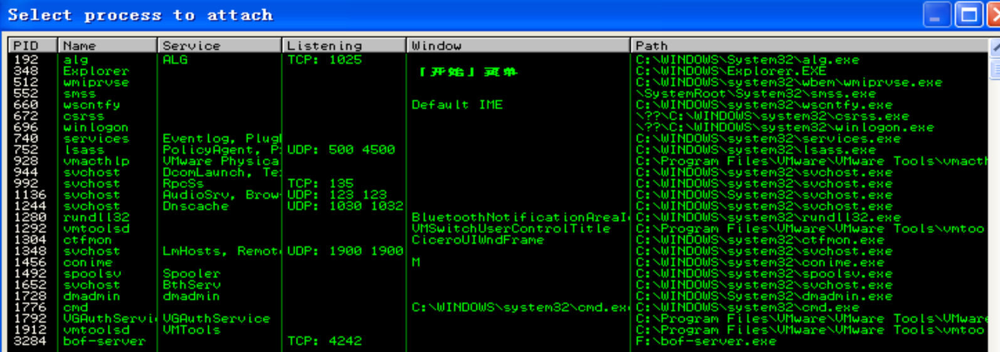 Select process to attach
PID Name Service Listening Window Path
192 alg ALG TCP: 1025 C:\WINDOWS\System32\alg.exe
348 Explorer 「开始」菜单 C:\WINDOWS\Explorer.EXE
512 wmiprvse C:\WINDOWS\system32\wbem\wmiprvse.exe
552 smss \SystemRoot\System32\smss.exe
660 wscntfy Default IME C:\WINDOWS\system32\wscntfy.exe
672 csrss \??\C:\WINDOWS\system32\csrss.exe
696 winlogon \??\C:\WINDOWS\system32\winlogon.exe
740 services Eventlog, Plug C:\WINDOWS\system32\services.exe
752 lsass PolicyAgent, P UDP: 500 4500 C:\WINDOWS\system32\lsass.exe
928 vmacthlp VMware Physica C:\Program Files\VMware\VMware Tools\vmacth
944 svchost DcomLaunch, Te C:\WINDOWS\system32\svchost.exe
992 svchost RpcSs TCP: 135 C:\WINDOWS\system32\svchost.exe
1136 svchost AudioSrv, Brow UDP: 123 123 C:\WINDOWS\System32\svchost.exe
1244 svchost Dnscache UDP: 1030 1032 C:\WINDOWS\system32\svchost.exe
1280 rundll32 BluetoothNotificationAreaI C:\WINDOWS\system32\rundll32.exe
1292 vmtoolsd VMSwitchUserControlTitle C:\Program Files\VMware\VMware Tools\vmtoo
1304 ctfmon CiceroUIWndFrame C:\WINDOWS\system32\ctfmon.exe
1348 svchost LmHosts, Remot UDP: 1900 1900 C:\WINDOWS\system32\svchost.exe
1456 conime M C:\WINDOWS\system32\conime.exe
1492 spoolsv Spooler C:\WINDOWS\system32\spoolsv.exe
1652 svchost BthServ C:\WINDOWS\system32\svchost.exe
1728 dmadmin dmadmin C:\WINDOWS\System32\dmadmin.exe
1776 cmd C:\WINDOWS\system32\cmd.ex C:\WINDOWS\system32\cmd.exe
1792 VGAuthServi VGAuthService C:\Program Files\VMware\VMware Tools\VMware
1912 vmtoolsd VMTools C:\Program Files\VMware\VMware Tools\vmtoo
3284 bof-server TCP: 4242 F:\bof-server.exe